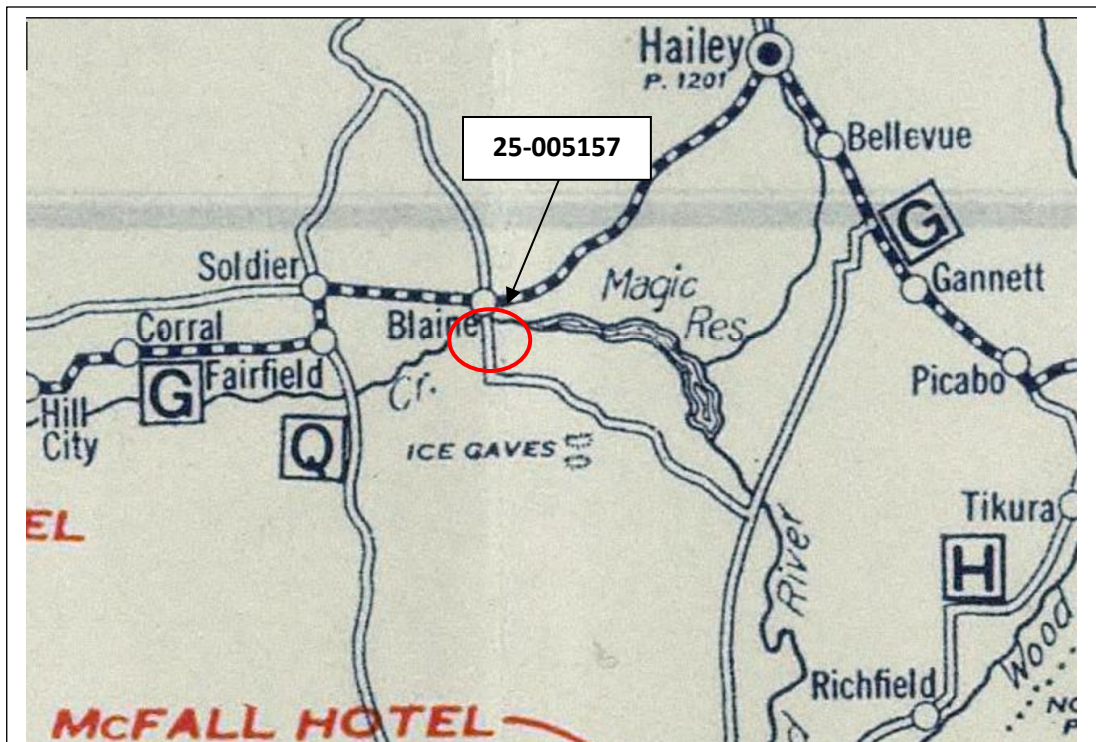 Hailey
P. 1201
25-005157
Bellevue
G
Soldier
Magic
Res
Gannett
Blaine
Corral
Fairfield
G
Cr.
Picabo
Hill
City
Q
ICE GAVES
Tikura
EL
H
River
Wood
Richfield
NO
P
McFALL HOTEL